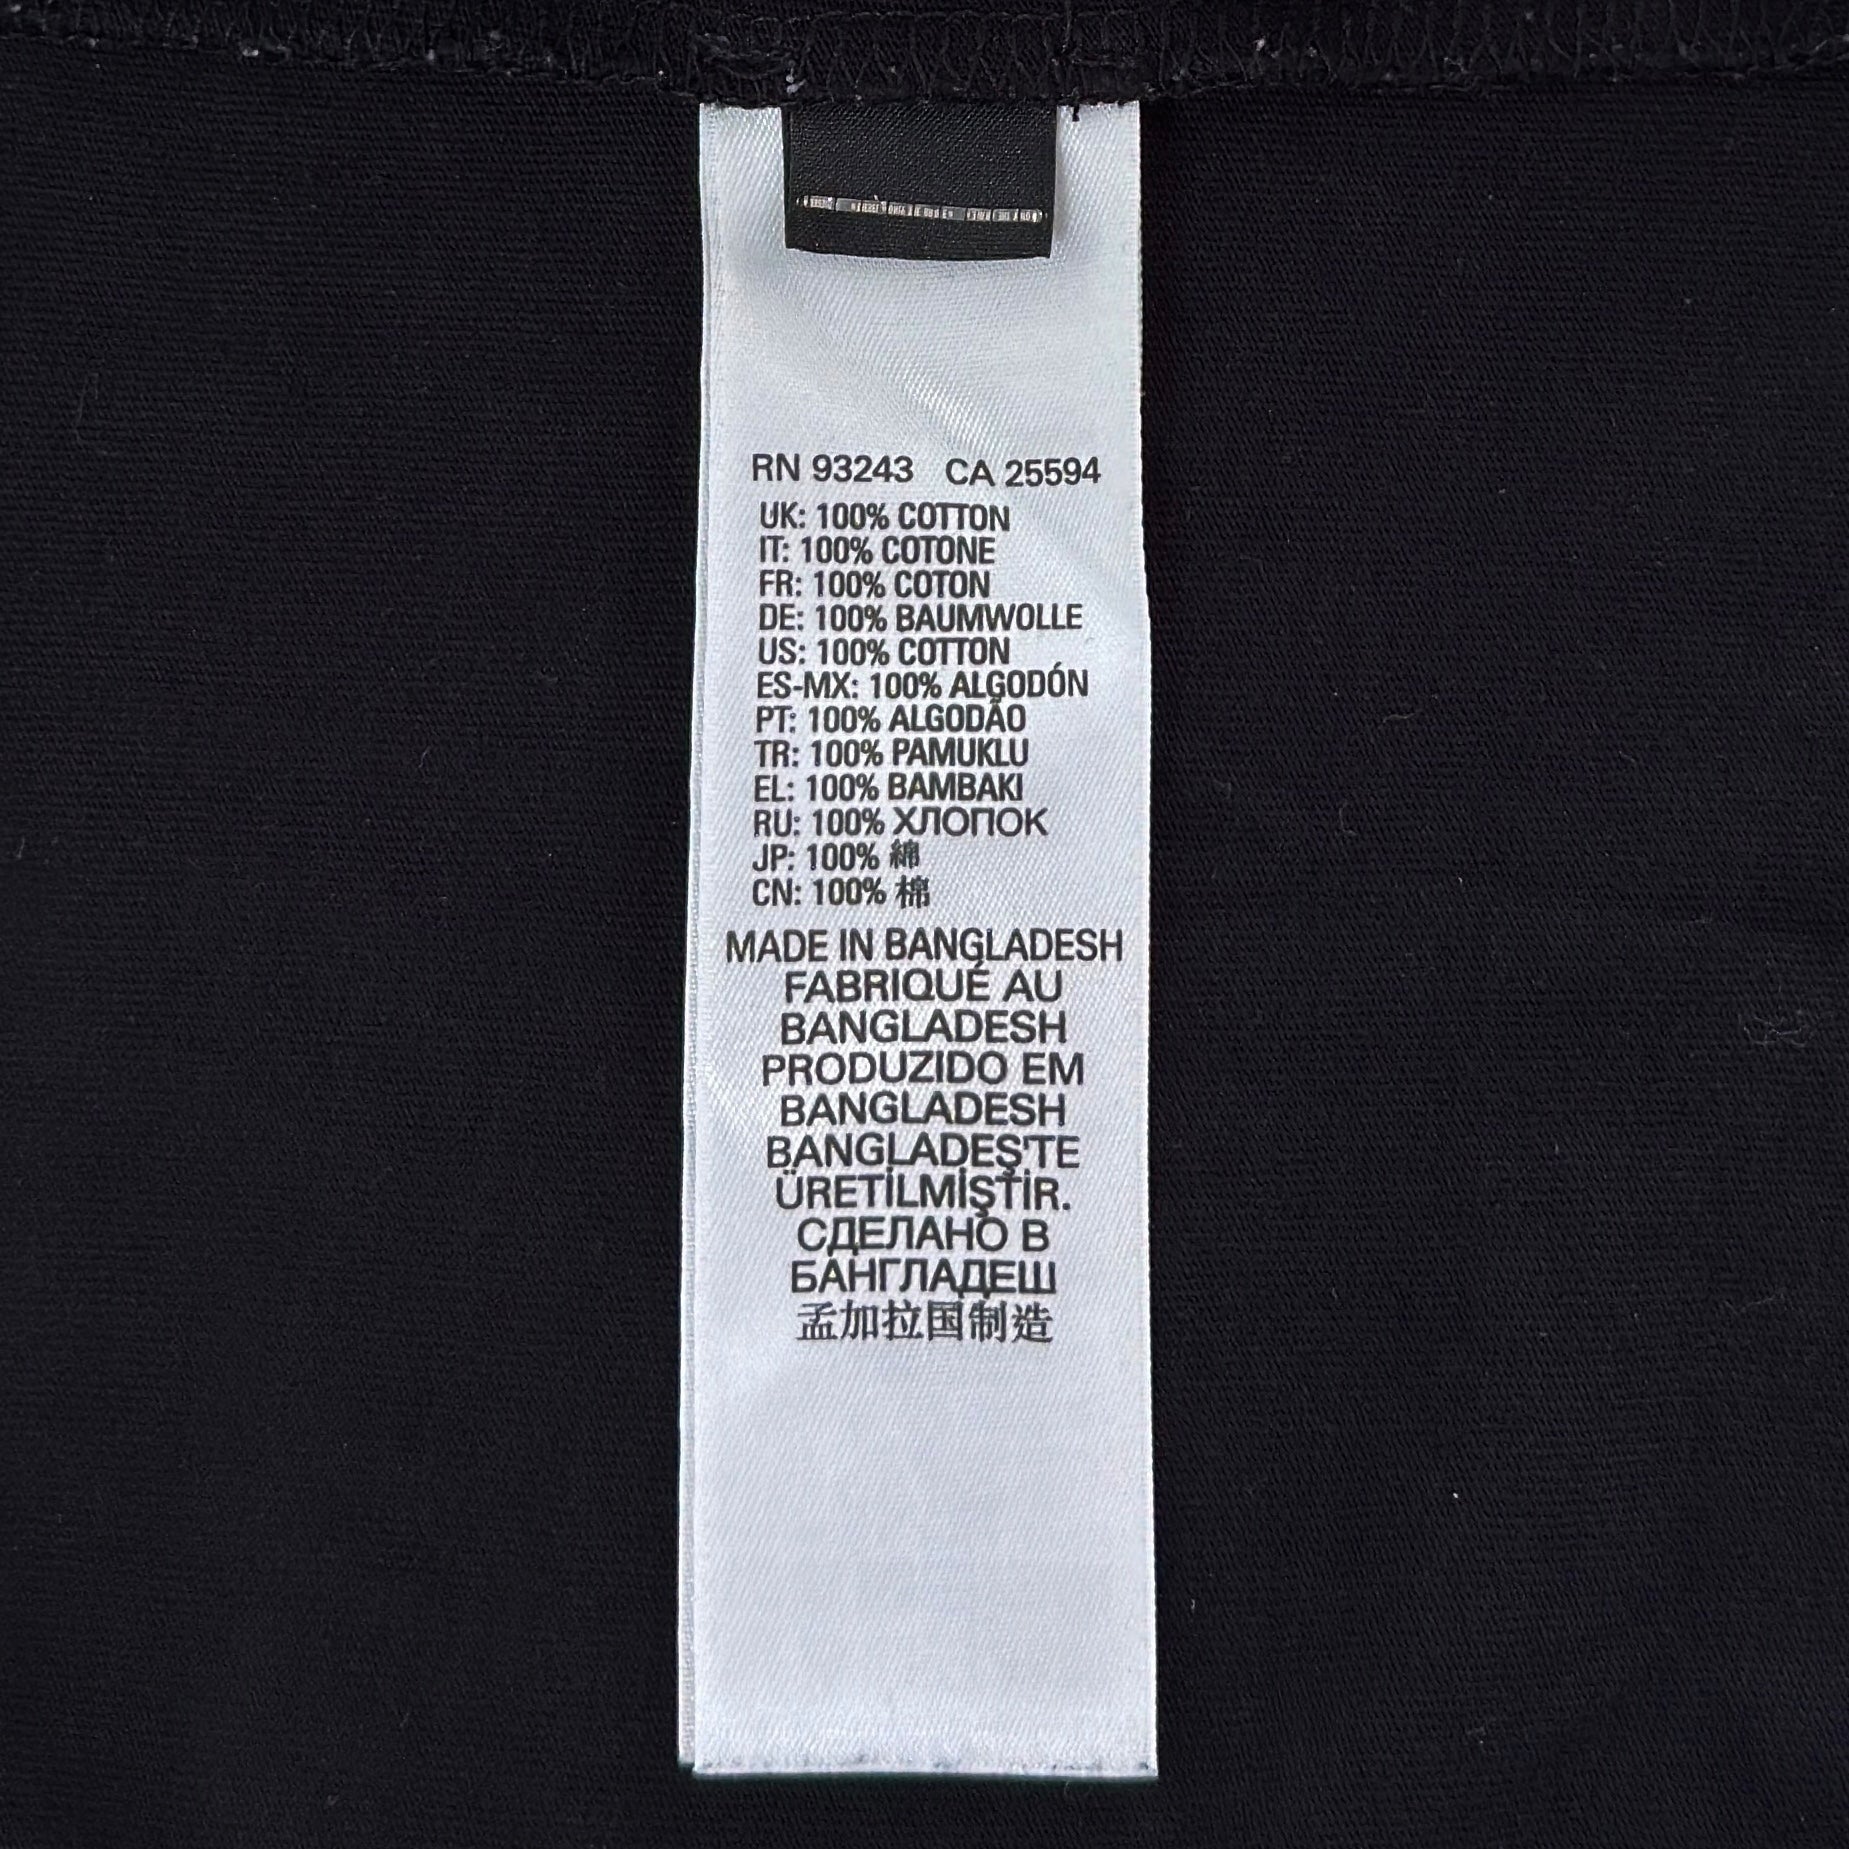 RN 93243 CA 25594
UK: 100% COTTON
IT: 100% COTONE
FR: 100% COTON
DE: 100% BAUMWOLLE
US: 100% COTTON
ES-MX: 100% ALGODÓN
PT: 100% ALGODÃO
TR: 100% PAMUKLU
EL: 100% BAMBAKI
RU: 100% ХЛОПОК
JP: 100% 綿
CN: 100% 棉
MADE IN BANGLADESH
FABRIQUÉ AU
BANGLADESH
PRODUZIDO EM
BANGLADESH
BANGLADEŞ'TE
ÜRETİLMİŞTİR.
СДЕЛАНО В
БАНГЛАДЕШ
孟加拉国制造